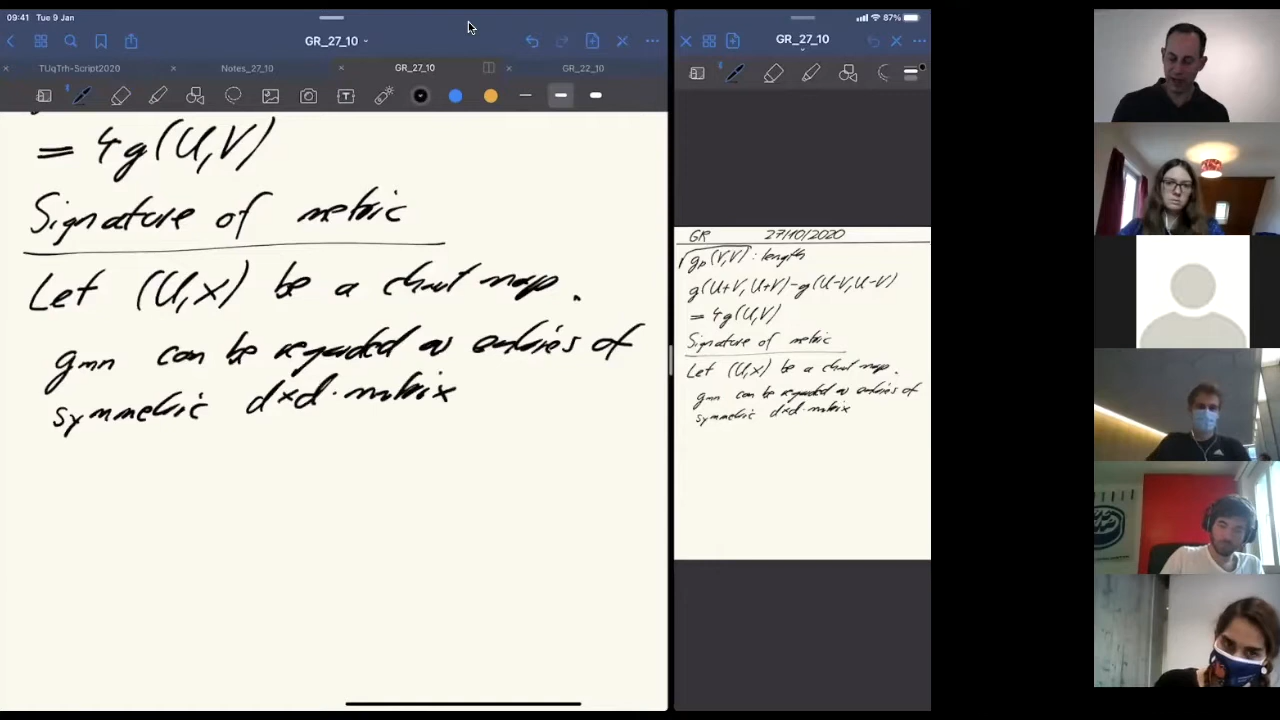 09:41 Tue 9 Jan
GR_27_10
TUqTrh-Script2020
Notes_27_10
GR_27_10
GR_22_10
= 4g(U,V)
Signature of metric
Let (U,x) be a chart map.
gmn can be regarded as entries of
symmetric d×d-matrix
87%
GR_27_10
GR 27/10/2020
√gp(V,V) : length
g(U+V, U+V) - g(U-V, U-V)
= 4g(U,V)
Signature of metric
Let (U,x) be a chart map.
gmn can be regarded as entries of
symmetric d×d-matrix